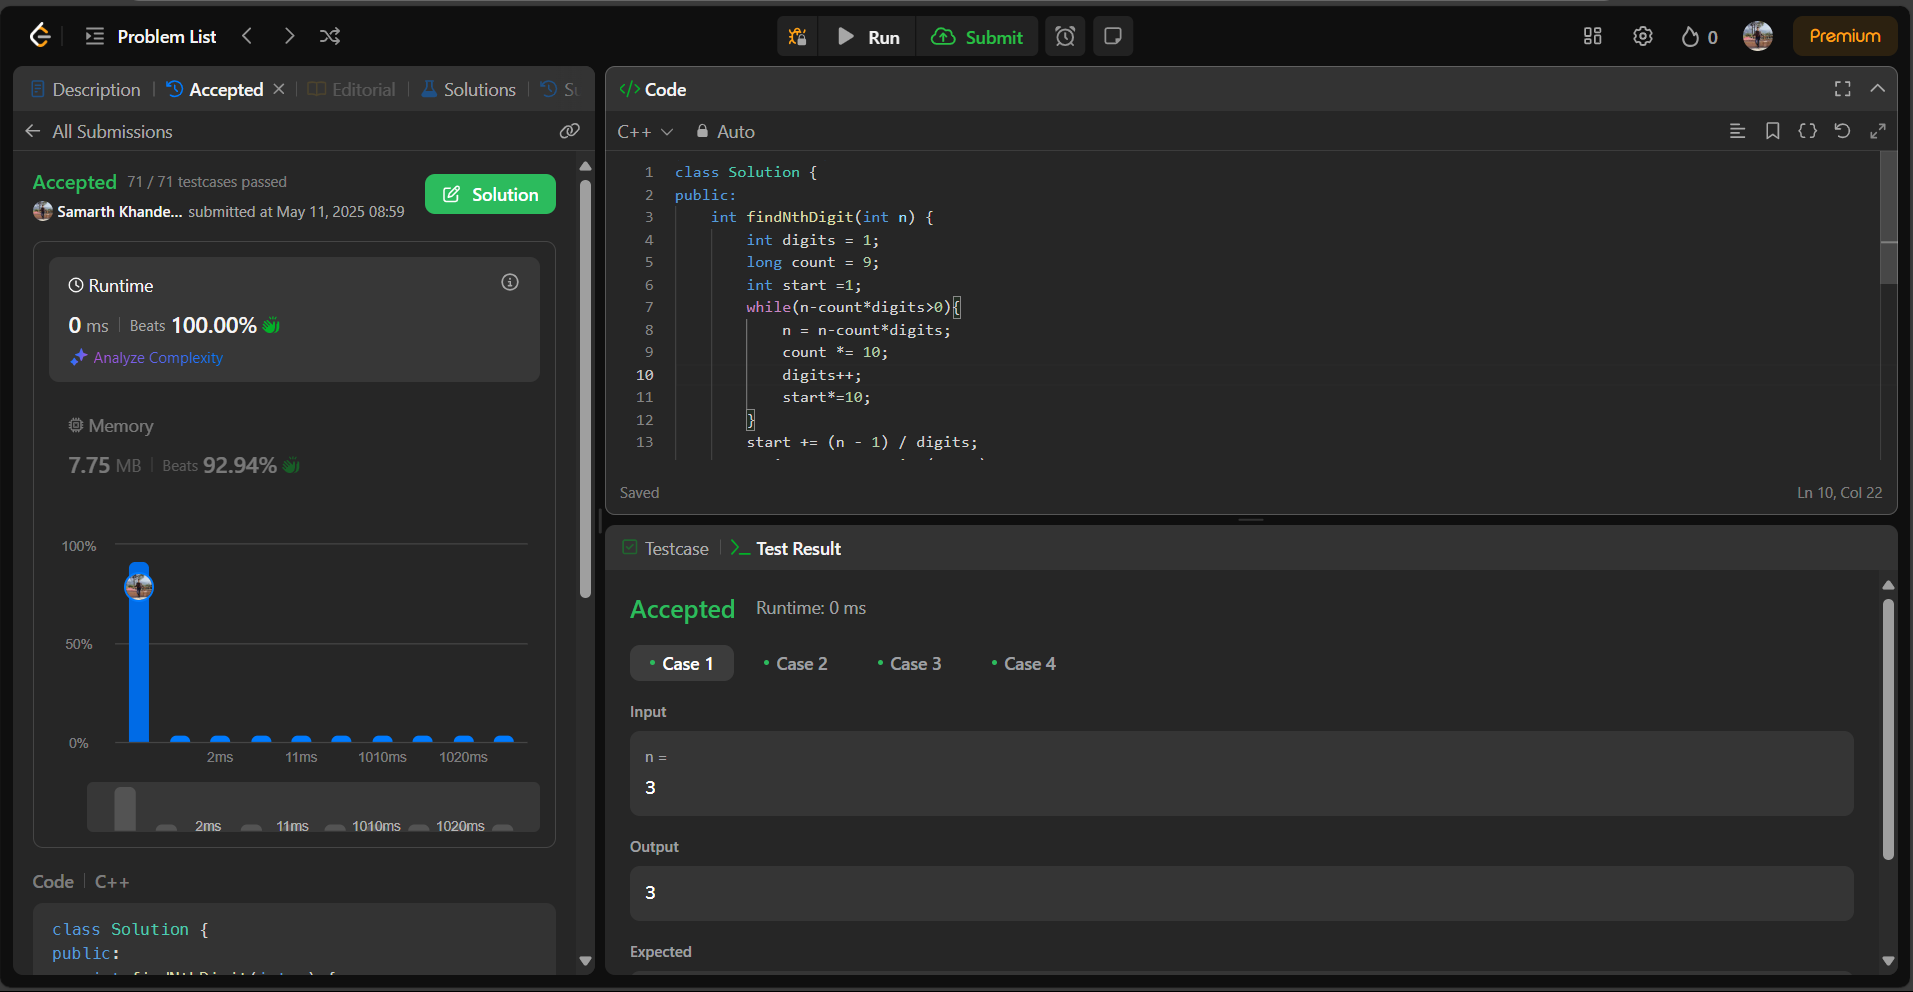 Problem List
Run
Submit
0
Premium
Description
Accepted
Editorial
Solutions
All Submissions
Accepted 71 / 71 testcases passed
Samarth Khande... submitted at May 11, 2025 08:59
Solution
Runtime
0 ms Beats 100.00%
Analyze Complexity
Memory
7.75 MB Beats 92.94%
100%
50%
0%
2ms 11ms 1010ms 1020ms
2ms 11ms 1010ms 1020ms
Code C++
class Solution {
public:
Code
C++ Auto
1 class Solution {
2 public:
3 int findNthDigit(int n) {
4 int digits = 1;
5 long count = 9;
6 int start =1;
7 while(n-count*digits>0){
8 n = n-count*digits;
9 count *= 10;
10 digits++;
11 start*=10;
12 }
13 start += (n - 1) / digits;
Saved
Ln 10, Col 22
Testcase
Test Result
Accepted Runtime: 0 ms
Case 1 Case 2 Case 3 Case 4
Input
n =
3
Output
3
Expected